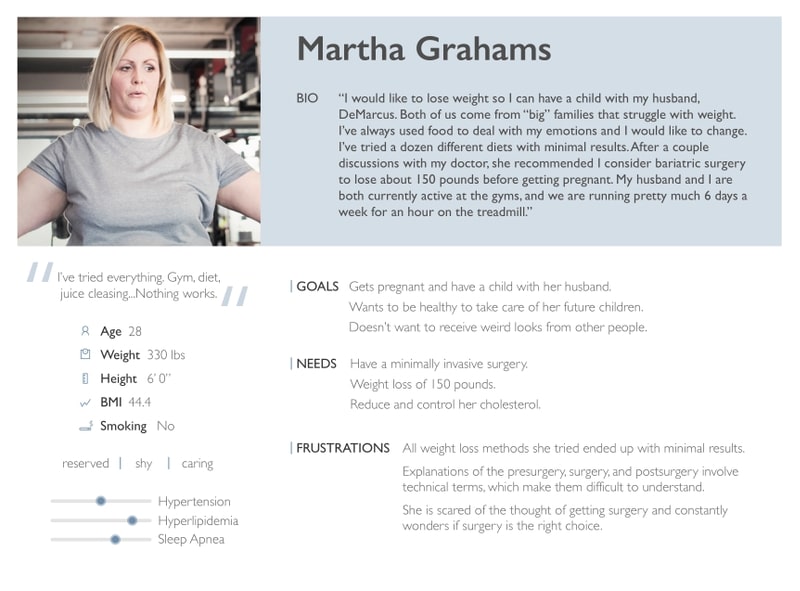 Martha Grahams
BIO “I would like to lose weight so I can have a child with my husband,
DeMarcus. Both of us come from “big” families that struggle with weight.
I’ve always used food to deal with my emotions and I would like to change.
I’ve tried a dozen different diets with minimal results. After a couple
discussions with my doctor, she recommended I consider bariatric surgery
to lose about 150 pounds before getting pregnant. My husband and I are
both currently active at the gyms, and we are running pretty much 6 days a
week for an hour on the treadmill.”
I’ve tried everything. Gym, diet,
juice cleasing...Nothing works.
Age 28
Weight 330 lbs
Height 6’ 0”
BMI 44.4
Smoking No
reserved | shy | caring
Hypertension
Hyperlipidemia
Sleep Apnea
GOALS Gets pregnant and have a child with her husband.
Wants to be healthy to take care of her future children.
Doesn’t want to receive weird looks from other people.
NEEDS Have a minimally invasive surgery.
Weight loss of 150 pounds.
Reduce and control her cholesterol.
FRUSTRATIONS All weight loss methods she tried ended up with minimal results.
Explanations of the presurgery, surgery, and postsurgery involve
technical terms, which make them difficult to understand.
She is scared of the thought of getting surgery and constantly
wonders if surgery is the right choice.